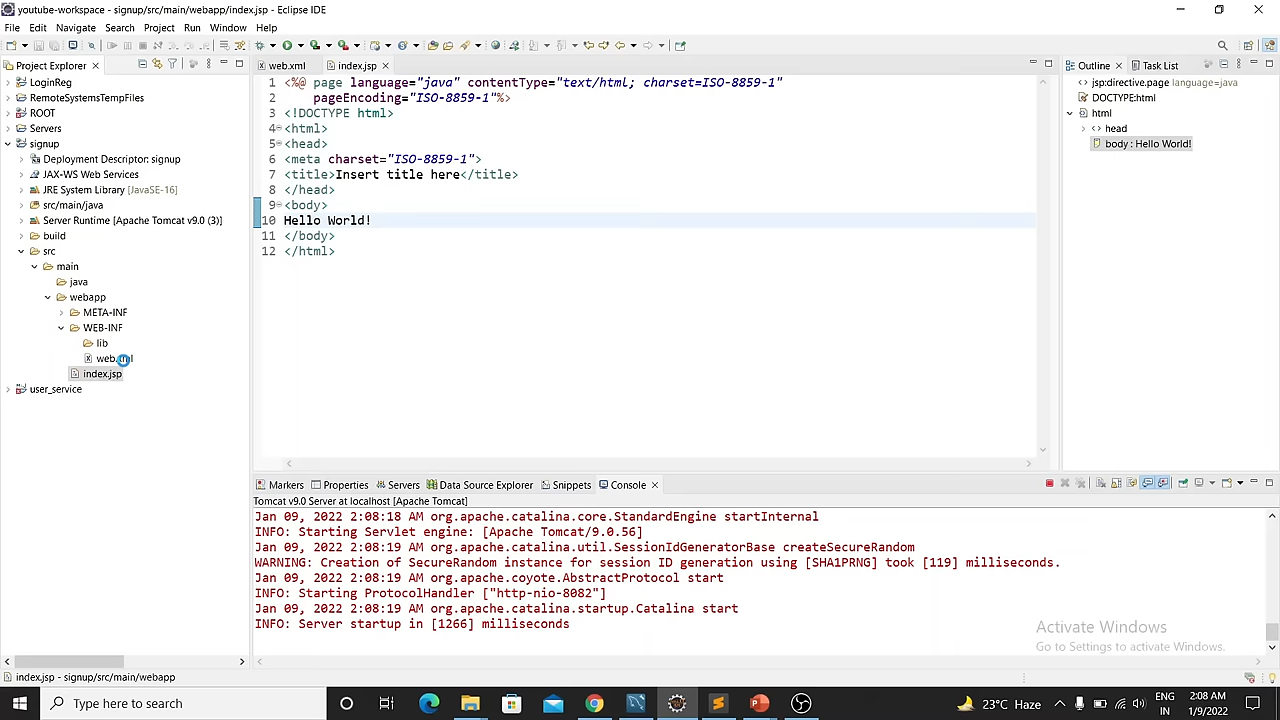 youtube-workspace - signup/src/main/webapp/index.jsp - Eclipse IDE
File Edit Navigate Search Project Run Window Help
Project Explorer
LoginReg
RemoteSystemsTempFiles
ROOT
Servers
signup
Deployment Descriptor: signup
JAX-WS Web Services
JRE System Library [JavaSE-16]
src/main/java
Server Runtime [Apache Tomcat v9.0 (3)]
build
src
main
java
webapp
META-INF
WEB-INF
lib
index.jsp
user_service
web.xml index.jsp
1 <%@ page language="java" contentType="text/html; charset=ISO-8859-1"
2 pageEncoding="ISO-8859-1"%>
3 <!DOCTYPE html>
4 <html>
5 <head>
6 <meta charset="ISO-8859-1">
7 <title>Insert title here</title>
8 </head>
9 <body>
10 Hello World!
11 </body>
12 </html>
Outline Task List
jsp:directive.page language=java
DOCTYPE:html
html
head
body : Hello World!
Markers Properties Servers Data Source Explorer Snippets Console
Tomcat v9.0 Server at localhost [Apache Tomcat]
Jan 09, 2022 2:08:18 AM org.apache.catalina.core.StandardEngine startInternal
INFO: Starting Servlet engine: [Apache Tomcat/9.0.56]
Jan 09, 2022 2:08:19 AM org.apache.catalina.util.SessionIdGeneratorBase createSecureRandom
WARNING: Creation of SecureRandom instance for session ID generation using [SHA1PRNG] took [119] milliseconds.
Jan 09, 2022 2:08:19 AM org.apache.coyote.AbstractProtocol start
INFO: Starting ProtocolHandler ["http-nio-8082"]
Jan 09, 2022 2:08:19 AM org.apache.catalina.startup.Catalina start
INFO: Server startup in [1266] milliseconds
Activate Windows
Go to Settings to activate Windows.
index.jsp - signup/src/main/webapp
Type here to search
23°C Haze
ENG
IN
2:08 AM
1/9/2022